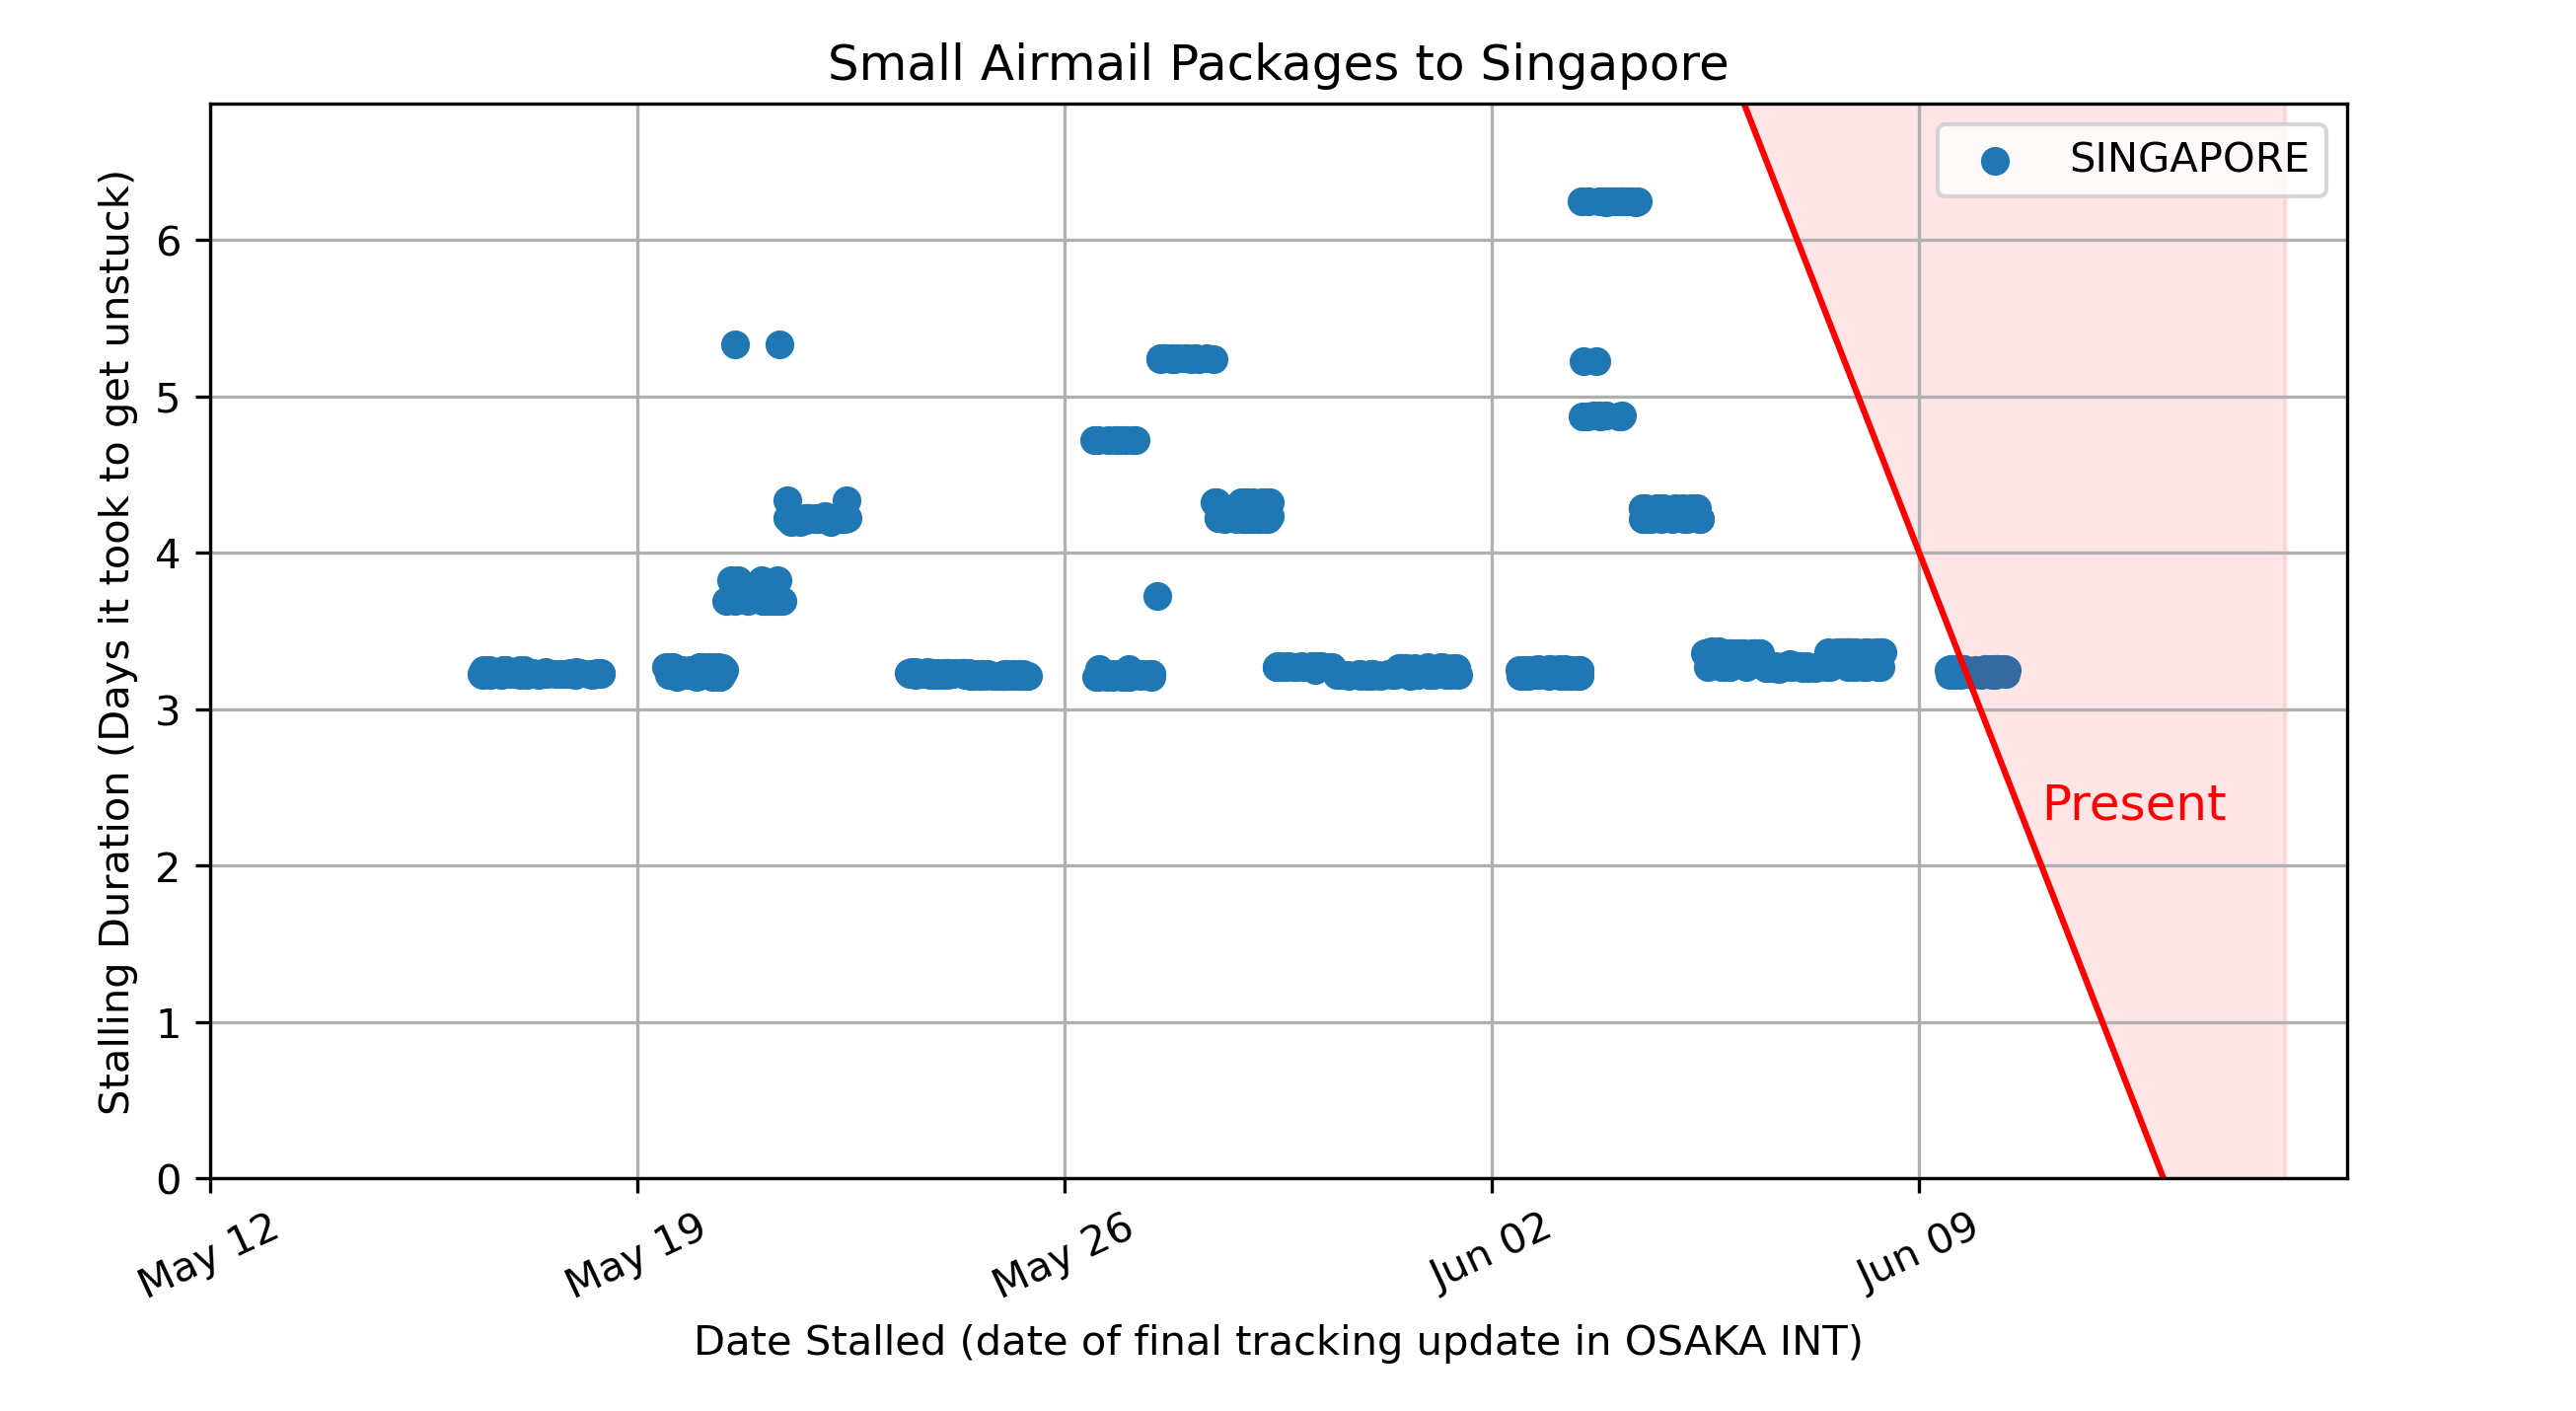 Small Airmail Packages to Singapore
SINGAPORE
Stalling Duration (Days it took to get unstuck)
6
5
4
3
2
1
0
Present
May 12
May 19
May 26
Jun 02
Jun 09
Date Stalled (date of final tracking update in OSAKA INT)